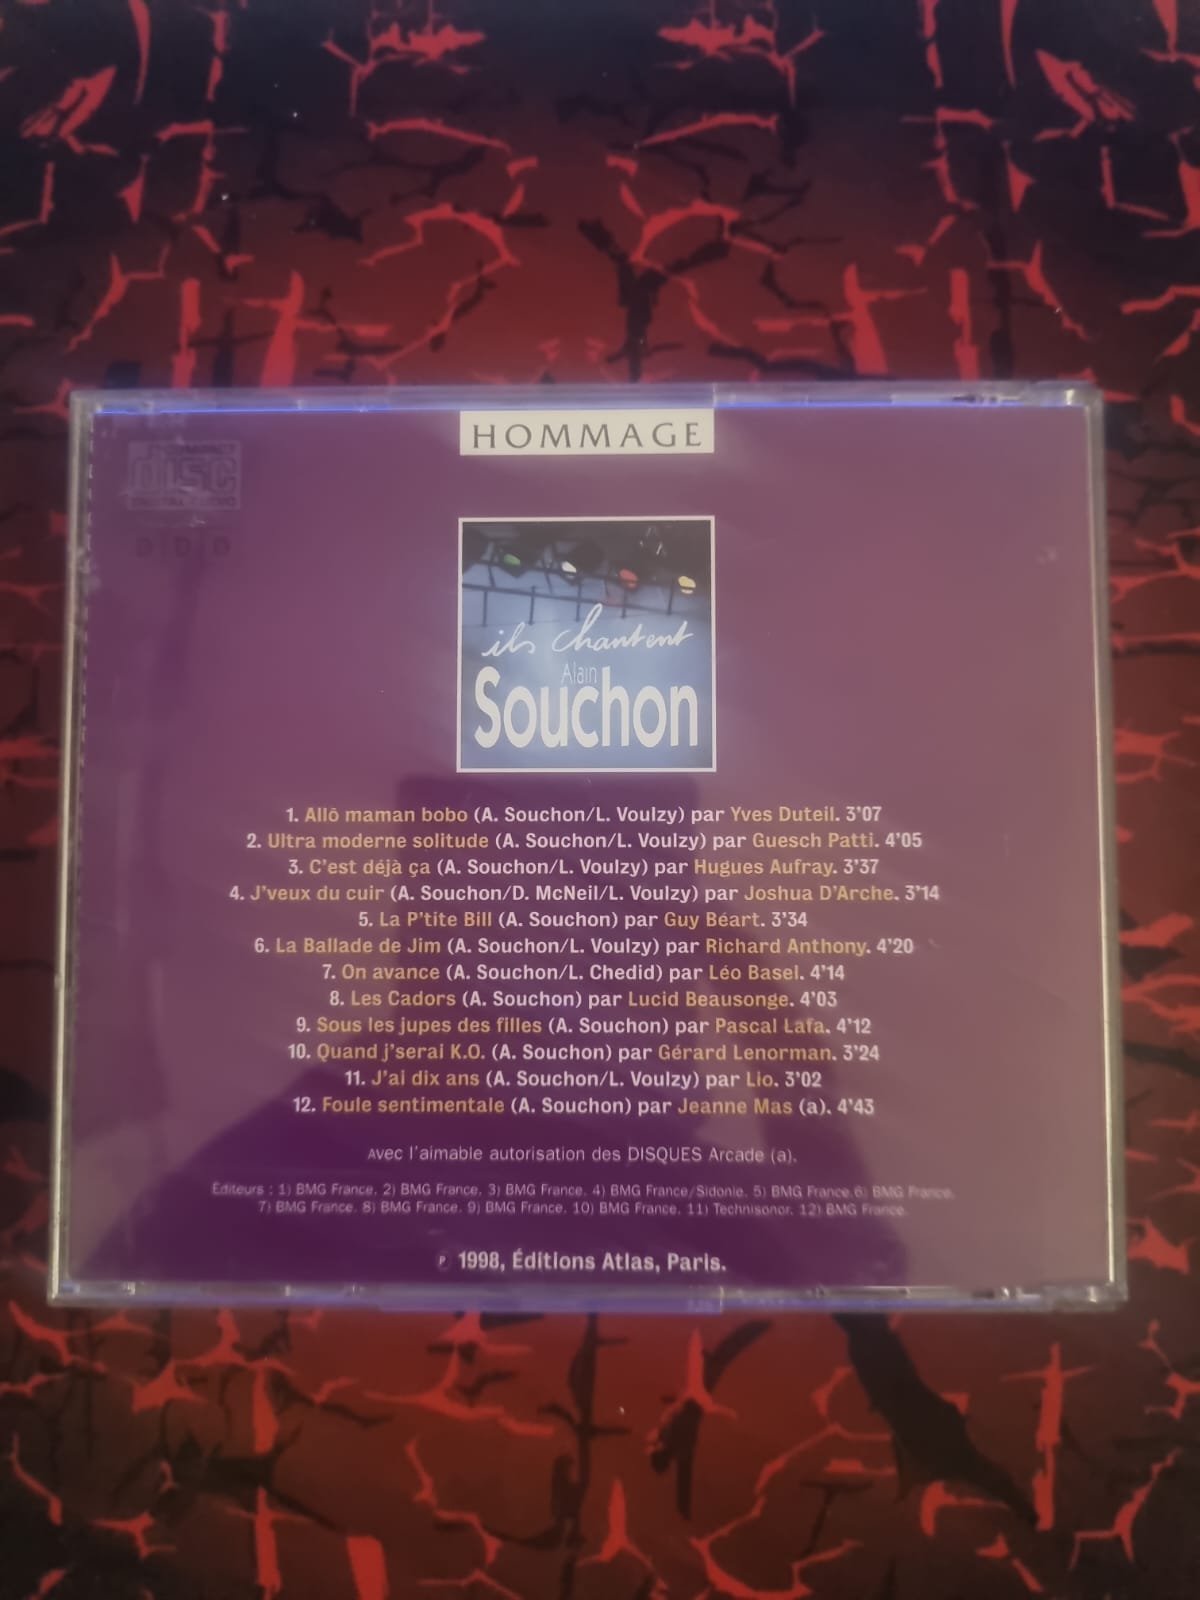 HOMMAGE
COMPACT
disc
DIGITAL AUDIO
DDD
ils chantent
Alain
Souchon
1. Allô maman bobo (A. Souchon/L. Voulzy) par Yves Duteil. 3'07
2. Ultra moderne solitude (A. Souchon/L. Voulzy) par Guesch Patti. 4'05
3. C'est déjà ça (A. Souchon/L. Voulzy) par Hugues Aufray. 3'37
4. J'veux du cuir (A. Souchon/D. McNeil/L. Voulzy) par Joshua D'Arche. 3'14
5. La P'tite Bill (A. Souchon) par Guy Béart. 3'34
6. La Ballade de Jim (A. Souchon/L. Voulzy) par Richard Anthony. 4'20
7. On avance (A. Souchon/L. Chedid) par Léo Basel. 4'14
8. Les Cadors (A. Souchon) par Lucid Beausonge. 4'03
9. Sous les jupes des filles (A. Souchon) par Pascal Lafa. 4'12
10. Quand j'serai K.O. (A. Souchon) par Gérard Lenorman. 3'24
11. J'ai dix ans (A. Souchon/L. Voulzy) par Lio. 3'02
12. Foule sentimentale (A. Souchon) par Jeanne Mas (a). 4'43
Avec l'aimable autorisation des DISQUES Arcade (a).
Éditeurs : 1) BMG France. 2) BMG France. 3) BMG France. 4) BMG France/Sidonie. 5) BMG France.6) BMG France.
7) BMG France. 8) BMG France. 9) BMG France. 10) BMG France. 11) Technisonor. 12) BMG France.
℗ 1998, Éditions Atlas, Paris.